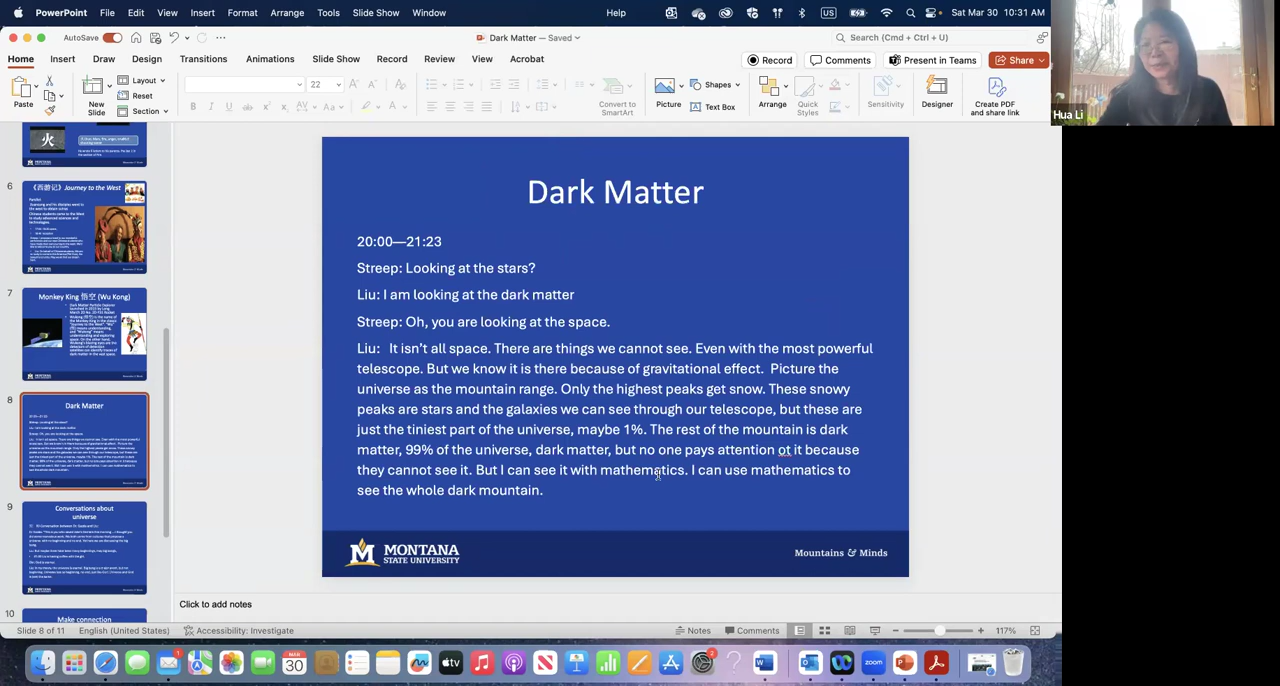 PowerPoint File Edit View Insert Format Arrange Tools Slide Show Window Help US Sat Mar 30 10:31 AM
AutoSave Dark Matter — Saved Search (Cmd + Ctrl + U)
Home Insert Draw Design Transitions Animations Slide Show Record Review View Acrobat Record Comments Present in Teams Share
Paste New Slide Layout Reset Section 22 Convert to SmartArt Picture Shapes Text Box Arrange Quick Styles Sensitivity Designer Create PDF and share link
Hua Li
火
6
《西游记》Journey to the West
7
Monkey King 悟空 (Wu Kong)
8
Dark Matter
9
Conversations about
universe
10
Make connection
Dark Matter
20:00—21:23
Streep: Looking at the stars?
Liu: I am looking at the dark matter
Streep: Oh, you are looking at the space.
Liu: It isn't all space. There are things we cannot see. Even with the most powerful
telescope. But we know it is there because of gravitational effect. Picture the
universe as the mountain range. Only the highest peaks get snow. These snowy
peaks are stars and the galaxies we can see through our telescope, but these are
just the tiniest part of the universe, maybe 1%. The rest of the mountain is dark
matter, 99% of the universe, dark matter, but no one pays attention ot it because
they cannot see it. But I can see it with mathematics. I can use mathematics to
see the whole dark mountain.
MONTANA
STATE UNIVERSITY
Mountains & Minds
Click to add notes
Slide 8 of 11 English (United States) Accessibility: Investigate Notes Comments 117%
MAR
30
tv
zoom